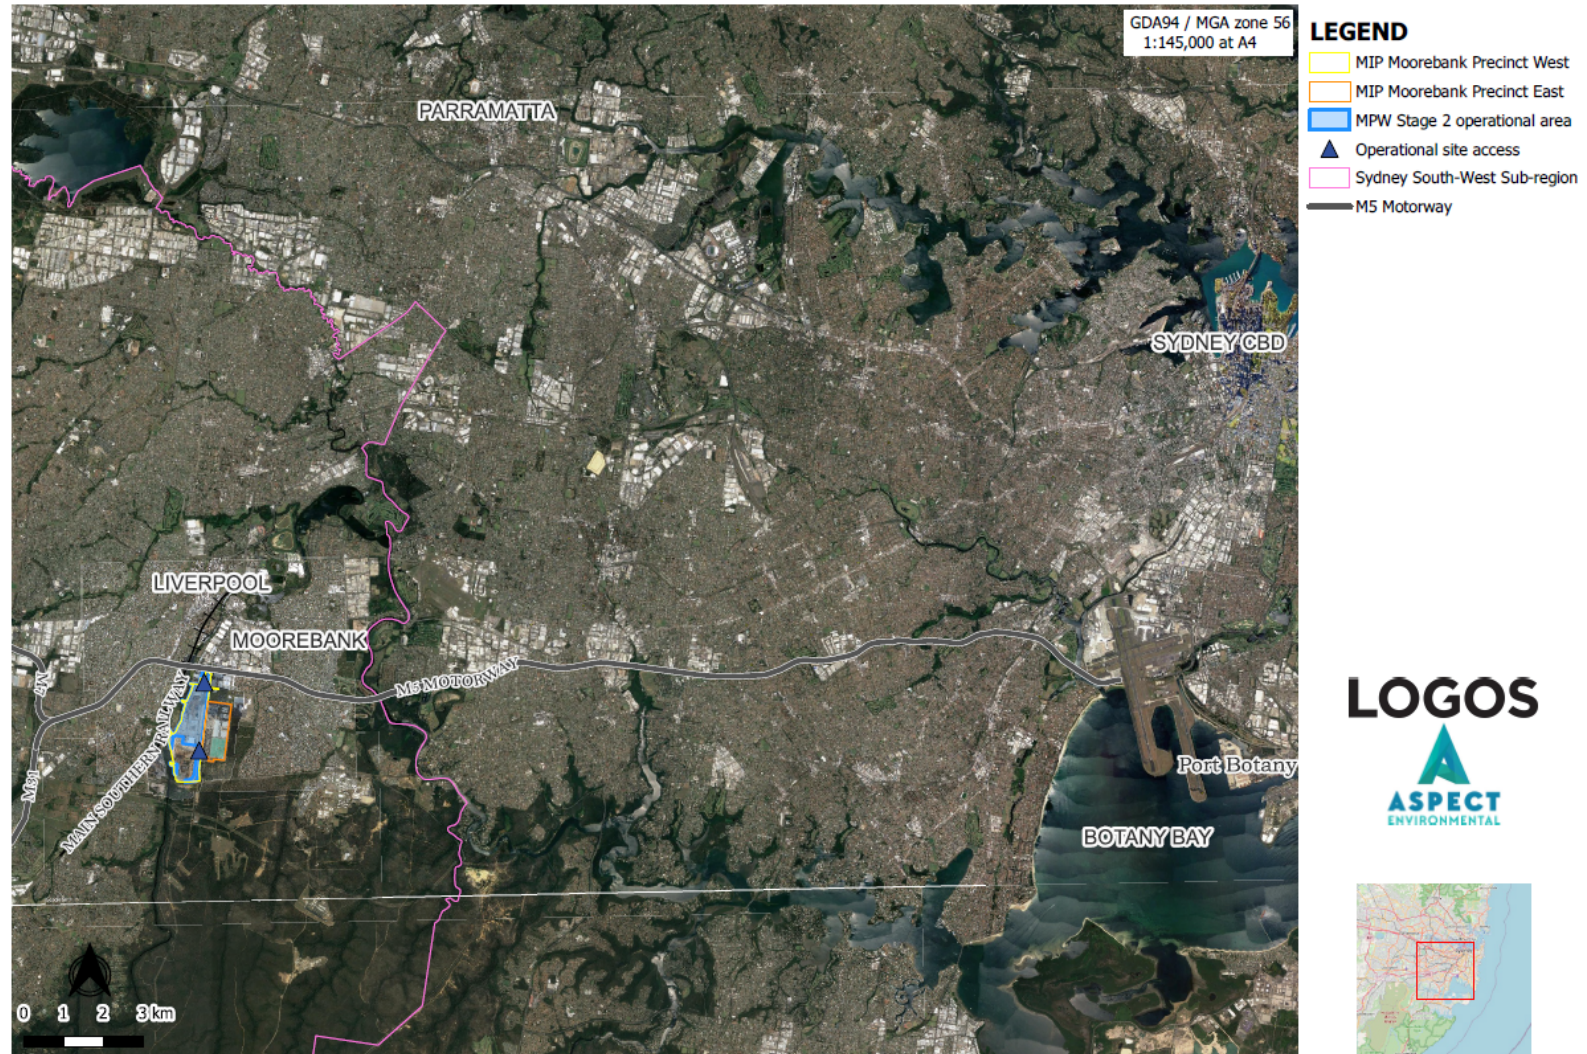 GDA94 / MGA zone 56
1:145,000 at A4
LEGEND
MIP Moorebank Precinct West
MIP Moorebank Precinct East
MPW Stage 2 operational area
Operational site access
Sydney South-West Sub-region
M5 Motorway
PARRAMATTA
SYDNEY CBD
LIVERPOOL
MOOREBANK
M5 MOTORWAY
M7
M31
MAIN SOUTHERN RAILWAY
Port Botany
BOTANY BAY
0 1 2 3 km
LOGOS
ASPECT
ENVIRONMENTAL